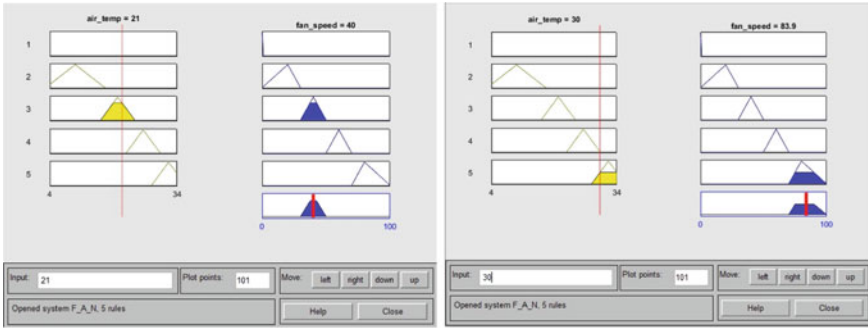 air_temp = 21
fan_speed = 40
1
2
3
4
5
4
34
0
100
Input:
21
Plot points:
101
Move:
left
right
down
up
Opened system F_A_N, 5 rules
Help
Close
air_temp = 30
fan_speed = 83.9
1
2
3
4
5
4
34
0
100
Input:
30
Plot points:
101
Move:
left
right
down
up
Opened system F_A_N, 5 rules
Help
Close